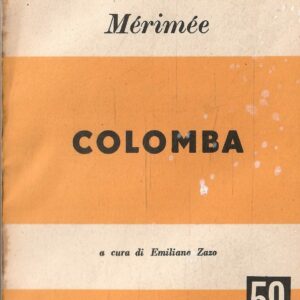 Mérimée
COLOMBA
a cura di Emiliano Zazo
50